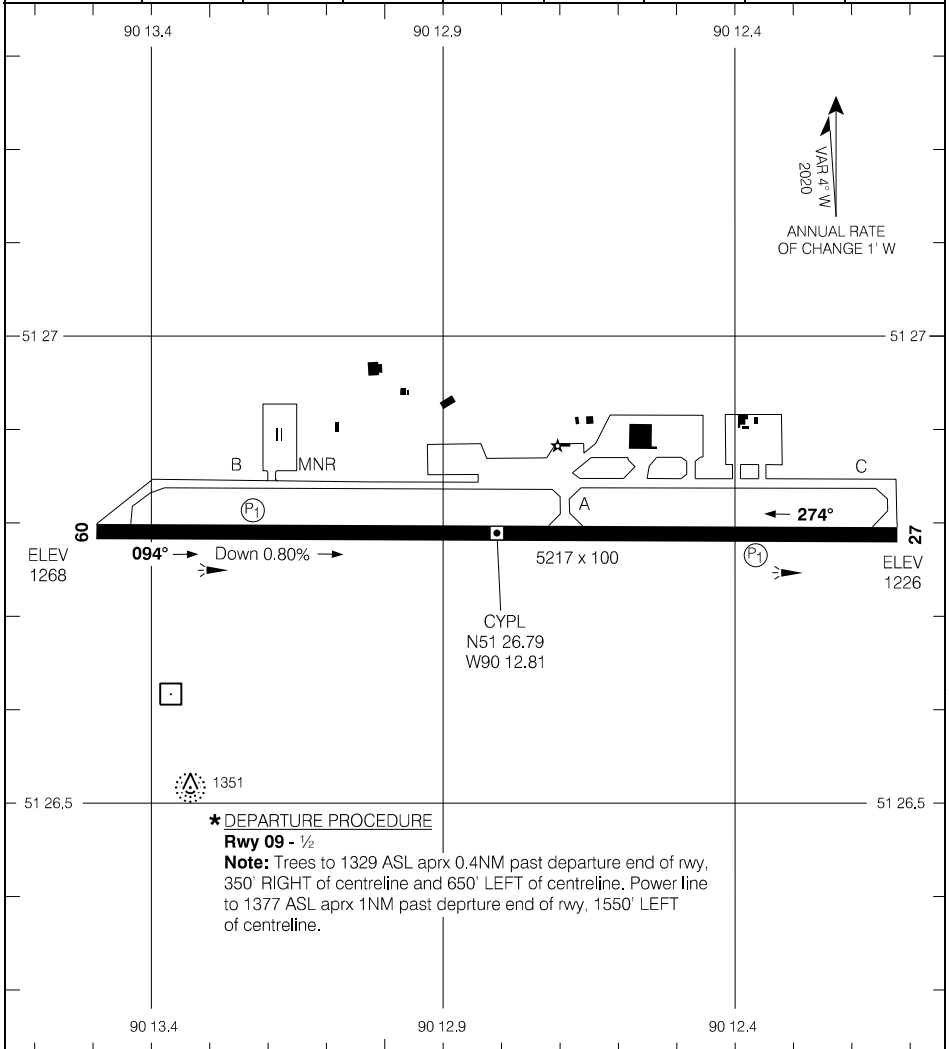 90 13.4 90 12.9 90 12.4
VAR 4° W
2020
ANNUAL RATE
OF CHANGE 1' W
51 27 51 27
B MNR C
P1 A
274°
09 27
ELEV
1268
094° Down 0.80% 5217 x 100 P1
ELEV
1226
CYPL
N51 26.79
W90 12.81
1351
51 26.5 51 26.5
* DEPARTURE PROCEDURE
Rwy 09 - ½
Note: Trees to 1329 ASL aprx 0.4NM past departure end of rwy,
350' RIGHT of centreline and 650' LEFT of centreline. Power line
to 1377 ASL aprx 1NM past deprture end of rwy, 1550' LEFT
of centreline.
90 13.4 90 12.9 90 12.4